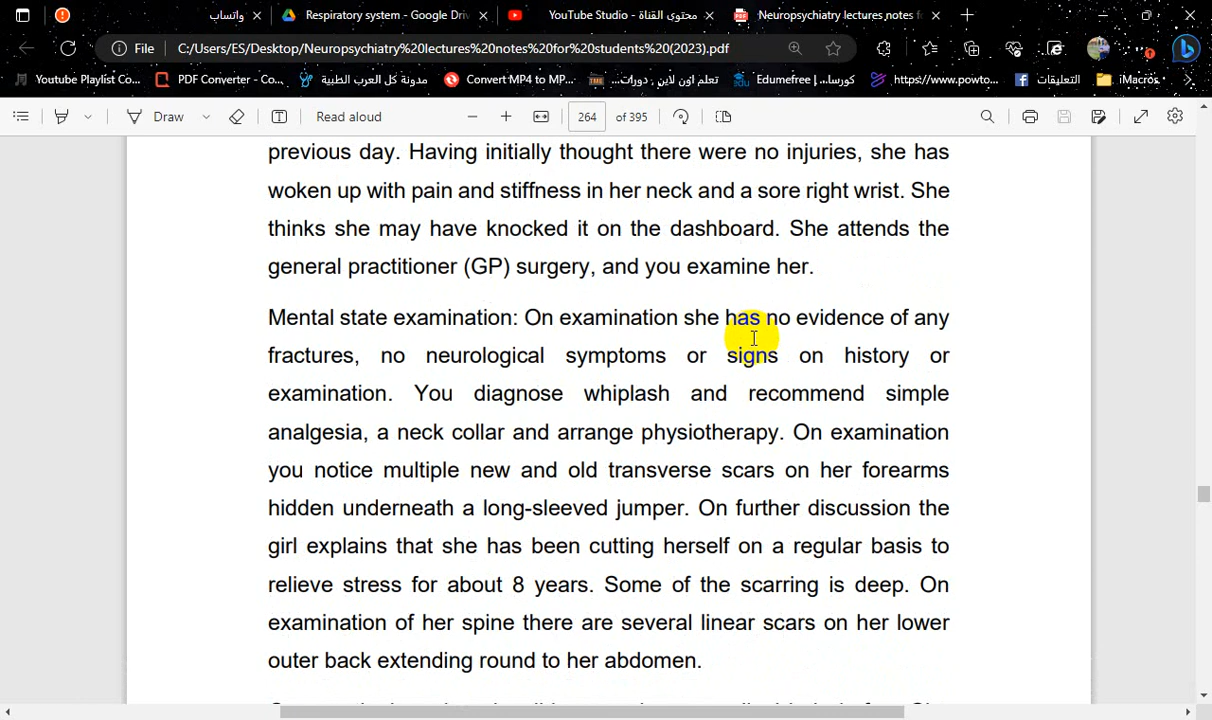 واتساب
Respiratory system - Google Driv
YouTube Studio - محتوى القناة
Neuropsychiatry lectures notes for
File
C:/Users/ES/Desktop/Neuropsychiatry%20lectures%20notes%20for%20students%20(2023).pdf
Youtube Playlist Co...
PDF Converter - Co...
مدونة كل العرب الطبية
Convert MP4 to MP...
تعلم اون لاين , دورات...
Edumefree | ...كورسا
https://www.powto...
التعليقات
iMacros
Draw
Read aloud
264 of 395
previous day. Having initially thought there were no injuries, she has
woken up with pain and stiffness in her neck and a sore right wrist. She
thinks she may have knocked it on the dashboard. She attends the
general practitioner (GP) surgery, and you examine her.
Mental state examination: On examination she has no evidence of any
fractures, no neurological symptoms or signs on history or
examination. You diagnose whiplash and recommend simple
analgesia, a neck collar and arrange physiotherapy. On examination
you notice multiple new and old transverse scars on her forearms
hidden underneath a long-sleeved jumper. On further discussion the
girl explains that she has been cutting herself on a regular basis to
relieve stress for about 8 years. Some of the scarring is deep. On
examination of her spine there are several linear scars on her lower
outer back extending round to her abdomen.